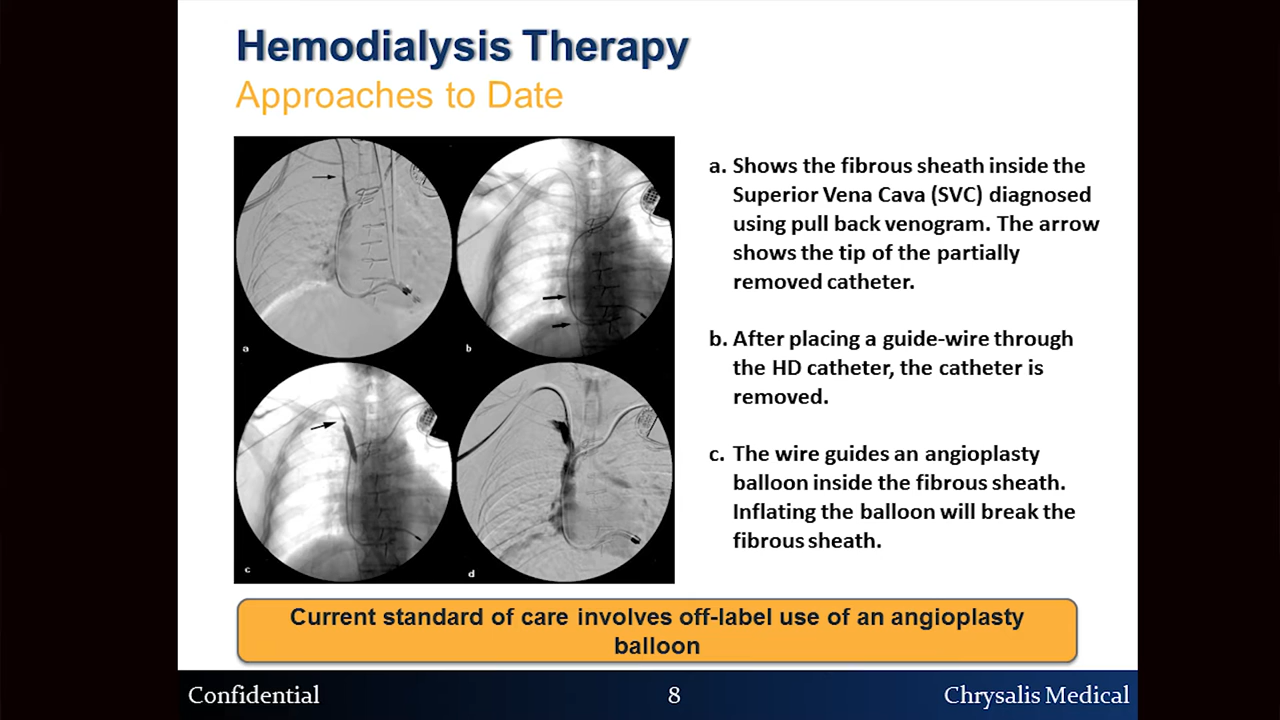 Hemodialysis Therapy
Approaches to Date
a
b
c
d
a. Shows the fibrous sheath inside the
Superior Vena Cava (SVC) diagnosed
using pull back venogram. The arrow
shows the tip of the partially
removed catheter.
b. After placing a guide-wire through
the HD catheter, the catheter is
removed.
c. The wire guides an angioplasty
balloon inside the fibrous sheath.
Inflating the balloon will break the
fibrous sheath.
Current standard of care involves off-label use of an angioplasty
balloon
Confidential
8
Chrysalis Medical